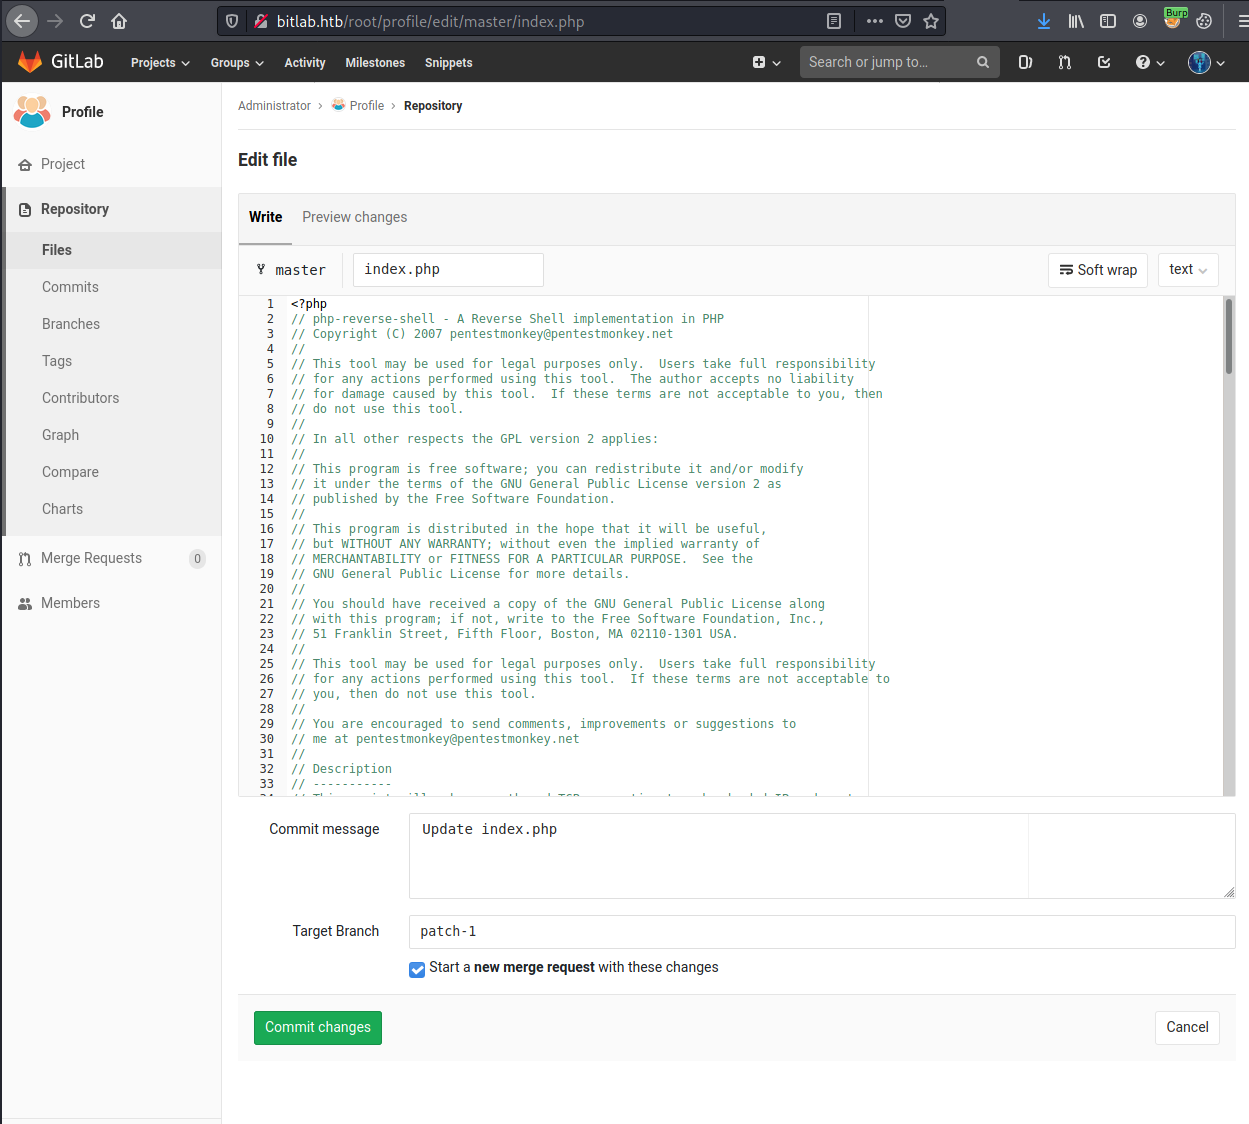 bitlab.htb/root/profile/edit/master/index.php
Burp
GitLab
Projects
Groups
Activity
Milestones
Snippets
Search or jump to...
Profile
Administrator › Profile › Repository
Project
Repository
Files
Commits
Branches
Tags
Contributors
Graph
Compare
Charts
Merge Requests 0
Members
Edit file
Write Preview changes
master index.php Soft wrap text
1 <?php
2 // php-reverse-shell - A Reverse Shell implementation in PHP
3 // Copyright (C) 2007 pentestmonkey@pentestmonkey.net
4 //
5 // This tool may be used for legal purposes only.  Users take full responsibility
6 // for any actions performed using this tool.  The author accepts no liability
7 // for damage caused by this tool.  If these terms are not acceptable to you, then
8 // do not use this tool.
9 //
10 // In all other respects the GPL version 2 applies:
11 //
12 // This program is free software; you can redistribute it and/or modify
13 // it under the terms of the GNU General Public License version 2 as
14 // published by the Free Software Foundation.
15 //
16 // This program is distributed in the hope that it will be useful,
17 // but WITHOUT ANY WARRANTY; without even the implied warranty of
18 // MERCHANTABILITY or FITNESS FOR A PARTICULAR PURPOSE.  See the
19 // GNU General Public License for more details.
20 //
21 // You should have received a copy of the GNU General Public License along
22 // with this program; if not, write to the Free Software Foundation, Inc.,
23 // 51 Franklin Street, Fifth Floor, Boston, MA 02110-1301 USA.
24 //
25 // This tool may be used for legal purposes only.  Users take full responsibility
26 // for any actions performed using this tool.  If these terms are not acceptable to
27 // you, then do not use this tool.
28 //
29 // You are encouraged to send comments, improvements or suggestions to
30 // me at pentestmonkey@pentestmonkey.net
31 //
32 // Description
33 // -----------
Commit message
Update index.php
Target Branch
patch-1
Start a new merge request with these changes
Commit changes
Cancel